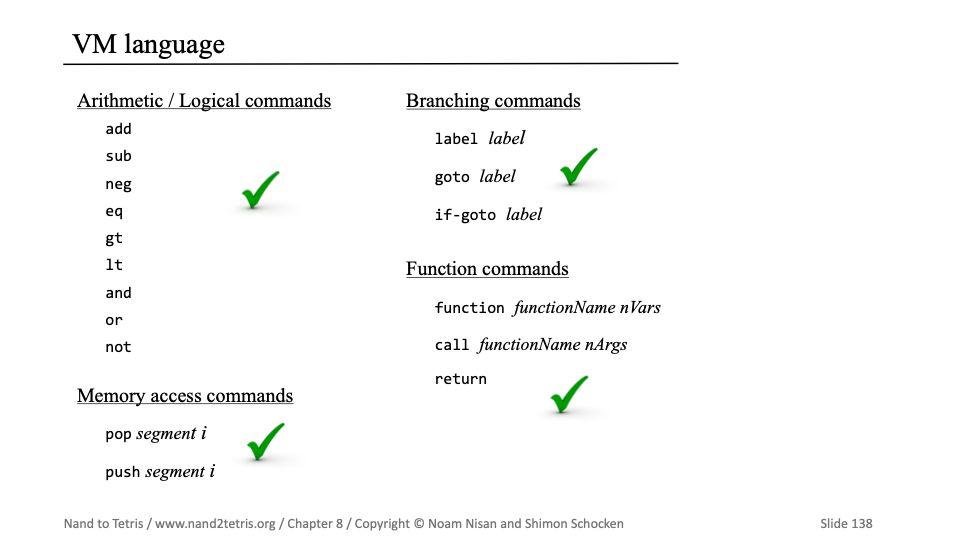 VM language
Arithmetic / Logical commands
add
sub
neg
eq
gt
lt
and
or
not
Memory access commands
pop segment i
push segment i
Branching commands
label label
goto label
if-goto label
Function commands
function functionName nVars
call functionName nArgs
return
Nand to Tetris / www.nand2tetris.org / Chapter 8 / Copyright © Noam Nisan and Shimon Schocken
Slide 138